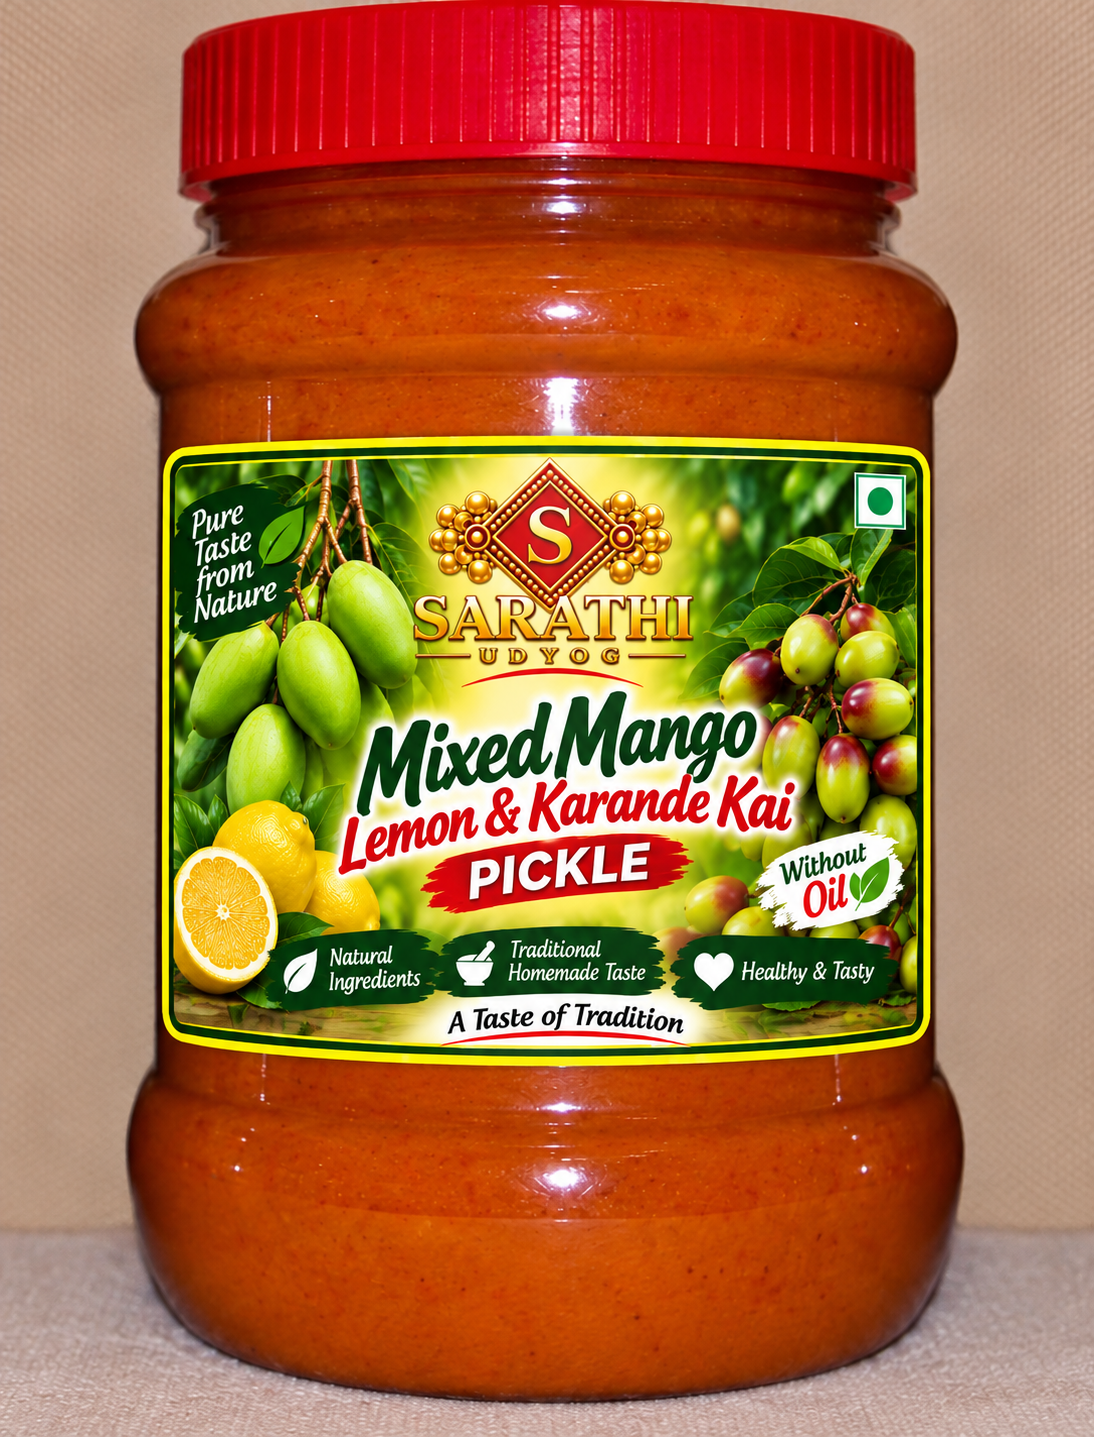 Pure
Taste
from
Nature
S
SARATHI
UDYOG
Mixed Mango
Lemon & Karande Kai
PICKLE
Without
Oil
Natural
Ingredients
Traditional
Homemade Taste
Healthy & Tasty
A Taste of Tradition